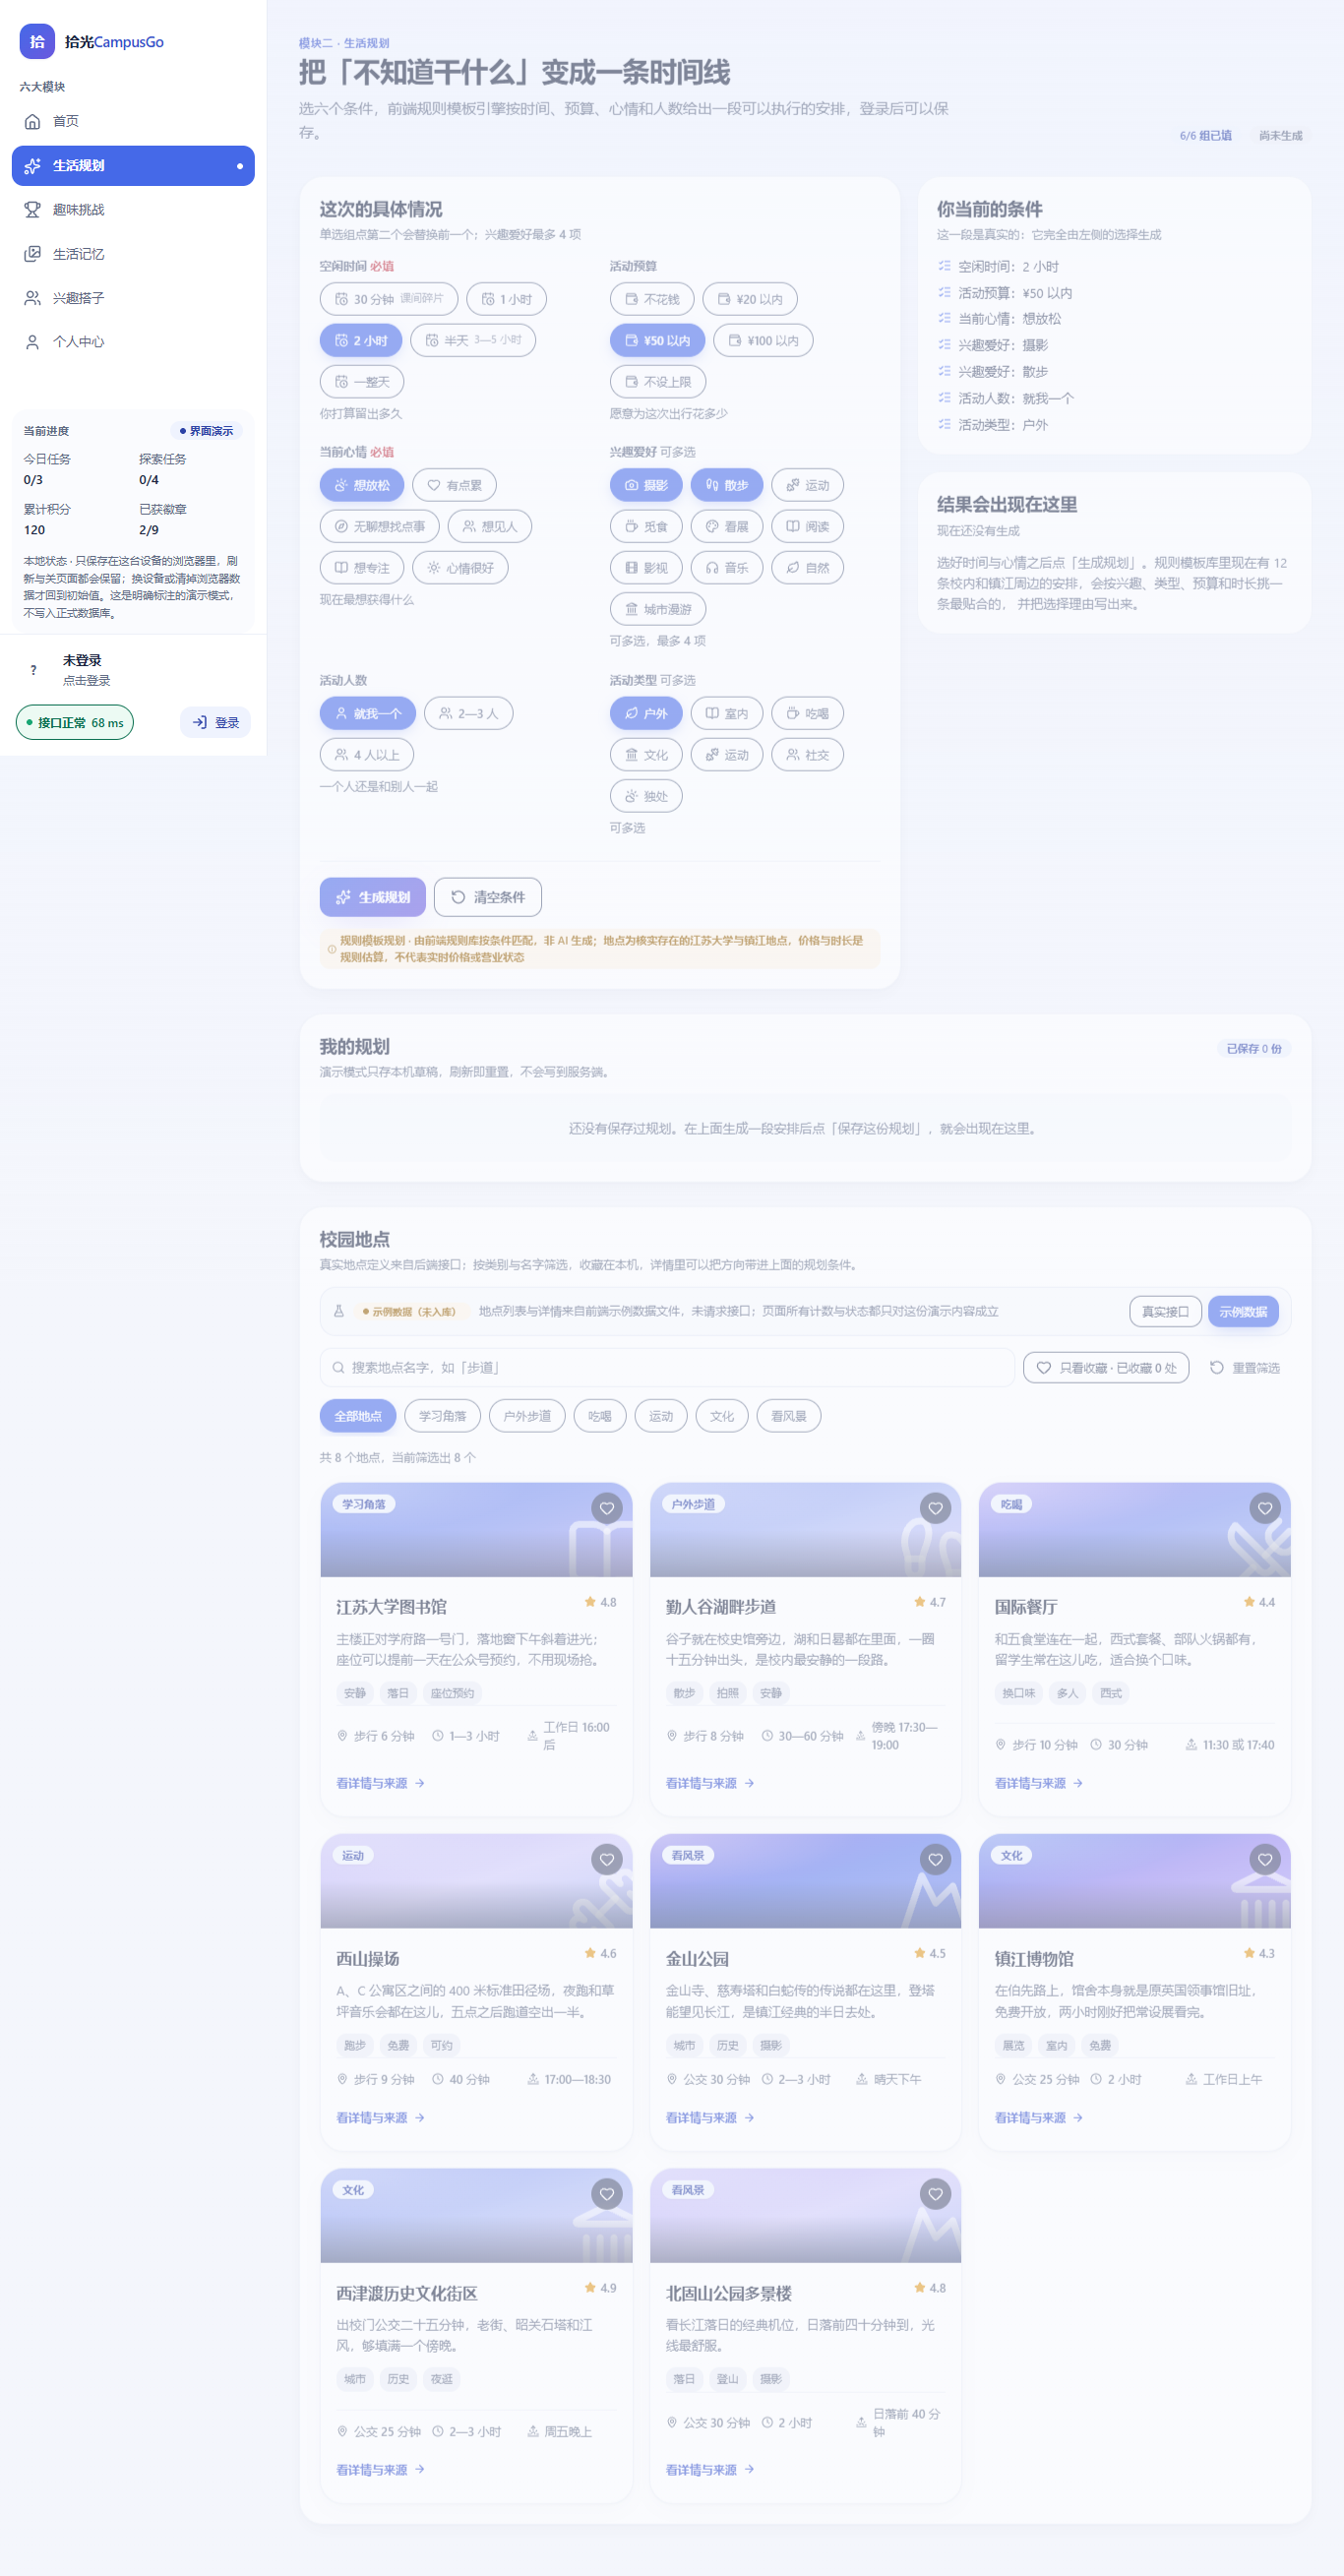 拾 拾光CampusGo
六大模块
首页
生活规划
趣味挑战
生活记忆
兴趣搭子
个人中心
当前进度 界面演示
今日任务 探索任务
0/3 0/4
累计积分 已获徽章
120 2/9
本地状态 · 只保存在这台设备的浏览器里，刷
新与关页面都会保留；换设备或清掉浏览器数
据才回到初始值。这是明确标注的演示模式，
不写入正式数据库。
? 未登录
点击登录
接口正常 68 ms 登录
模块二 · 生活规划
把「不知道干什么」变成一条时间线
选六个条件，前端规则模板引擎按时间、预算、心情和人数给出一段可以执行的安排，登录后可以保
存。
6/6 组已填 尚未生成
这次的具体情况
单选组点第二个会替换前一个；兴趣爱好最多 4 项
空闲时间 必填
30 分钟 课间碎片 1 小时
2 小时 半天 3—5 小时
一整天
你打算留出多久
活动预算
不花钱 ¥20 以内
¥50 以内 ¥100 以内
不设上限
愿意为这次出行花多少
当前心情 必填
想放松 有点累
无聊想找点事 想见人
想专注 心情很好
现在最想获得什么
兴趣爱好 可多选
摄影 散步 运动
觅食 看展 阅读
影视 音乐 自然
城市漫游
可多选，最多 4 项
活动人数
就我一个 2—3 人
4 人以上
一个人还是和别人一起
活动类型 可多选
户外 室内 吃喝
文化 运动 社交
独处
可多选
生成规划 清空条件
规则模板规划 · 由前端规则库按条件匹配，非 AI 生成；地点为核实存在的江苏大学与镇江地点，价格与时长是
规则估算，不代表实时价格或营业状态
你当前的条件
这一段是真实的：它完全由左侧的选择生成
空闲时间：2 小时
活动预算：¥50 以内
当前心情：想放松
兴趣爱好：摄影
兴趣爱好：散步
活动人数：就我一个
活动类型：户外
结果会出现在这里
现在还没有生成
选好时间与心情之后点「生成规划」。规则模板库里现在有 12
条校内和镇江周边的安排，会按兴趣、类型、预算和时长挑一
条最贴合的， 并把选择理由写出来。
我的规划 已保存 0 份
演示模式只存本机草稿，刷新即重置，不会写到服务端。
还没有保存过规划。在上面生成一段安排后点「保存这份规划」，就会出现在这里。
校园地点
真实地点定义来自后端接口；按类别与名字筛选，收藏在本机，详情里可以把方向带进上面的规划条件。
示例数据（未入库） 地点列表与详情来自前端示例数据文件，未请求接口；页面所有计数与状态都只对这份演示内容成立 真实接口 示例数据
搜索地点名字，如「步道」 只看收藏 · 已收藏 0 处 重置筛选
全部地点 学习角落 户外步道 吃喝 运动 文化 看风景
共 8 个地点，当前筛选出 8 个
学习角落
江苏大学图书馆 4.8
主楼正对学府路一号门，落地窗下午斜着进光；
座位可以提前一天在公众号预约，不用现场抢。
安静 落日 座位预约
步行 6 分钟 1—3 小时 工作日 16:00
后
看详情与来源
户外步道
勤人谷湖畔步道 4.7
谷子就在校史馆旁边，湖和日晷都在里面，一圈
十五分钟出头，是校内最安静的一段路。
散步 拍照 安静
步行 8 分钟 30—60 分钟 傍晚 17:30—
19:00
看详情与来源
吃喝
国际餐厅 4.4
和五食堂连在一起，西式套餐、部队火锅都有，
留学生常在这儿吃，适合换个口味。
换口味 多人 西式
步行 10 分钟 30 分钟 11:30 或 17:40
看详情与来源
运动
西山操场 4.6
A、C 公寓区之间的 400 米标准田径场，夜跑和草
坪音乐会都在这儿，五点之后跑道空出一半。
跑步 免费 可约
步行 9 分钟 40 分钟 17:00—18:30
看详情与来源
看风景
金山公园 4.5
金山寺、慈寿塔和白蛇传的传说都在这里，登塔
能望见长江，是镇江经典的半日去处。
城市 历史 摄影
公交 30 分钟 2—3 小时 晴天下午
看详情与来源
文化
镇江博物馆 4.3
在伯先路上，馆舍本身就是原英国领事馆旧址，
免费开放，两小时刚好把常设展看完。
展览 室内 免费
公交 25 分钟 2 小时 工作日上午
看详情与来源
文化
西津渡历史文化街区 4.9
出校门公交二十五分钟，老街、昭关石塔和江
风，够填满一个傍晚。
城市 历史 夜逛
公交 25 分钟 2—3 小时 周五晚上
看详情与来源
看风景
北固山公园多景楼 4.8
看长江落日的经典机位，日落前四十分钟到，光
线最舒服。
落日 登山 摄影
公交 30 分钟 2 小时 日落前 40 分
钟
看详情与来源